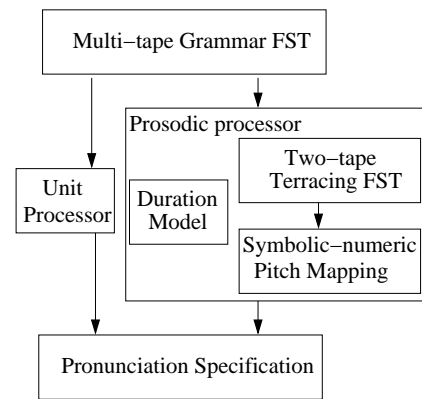 Multi−tape Grammar FST
Prosodic processor
Unit
Processor
Duration
Model
Two−tape
Terracing FST
Symbolic−numeric
Pitch Mapping
Pronunciation Specification